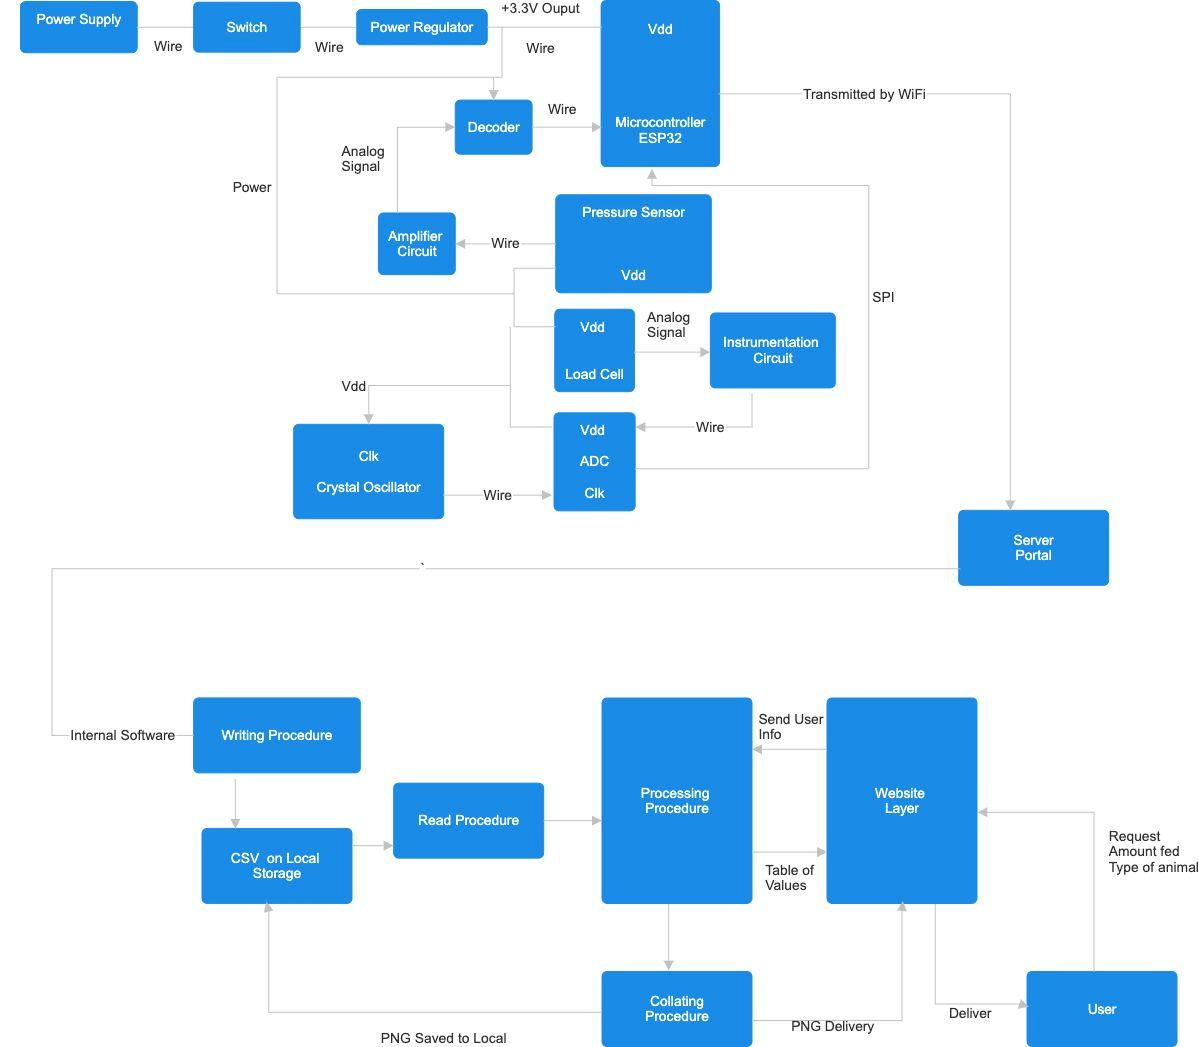 Power Supply
Switch
Power Regulator
+3.3V Ouput
Vdd
Wire
Wire
Wire
Transmitted by WiFi
Microcontroller
ESP32
Decoder
Wire
Analog
Signal
Power
Pressure Sensor
Vdd
Amplifier
Circuit
Wire
SPI
Vdd
Load Cell
Analog
Signal
Instrumentation
Circuit
Vdd
Wire
Vdd
ADC
Clk
Clk
Crystal Oscillator
Wire
Server
Portal
`
Internal Software
Writing Procedure
Send User
Info
Processing
Procedure
Website
Layer
Read Procedure
CSV  on Local
Storage
Table of
Values
Request
Amount fed
Type of animal
Collating
Procedure
PNG Delivery
Deliver
User
PNG Saved to Local